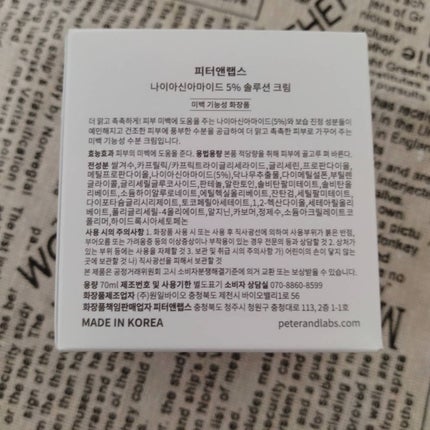 피터앤랩스
나이아신아마이드 5% 솔루션 크림
미백 기능성 화장품
더 맑고 촉촉하게! 피부 미백에 도움을 주는 나이아신아마이드(5%)와 보습 진정 성분들이
예민해지고 건조한 피부에 풍부한 수분을 공급하여 더 맑고 촉촉한 피부로 가꾸어 주는
미백 기능성 수분 크림입니다.
효능효과 피부의 미백에 도움을 준다. 용법용량 본품 적당량을 취해 피부에 골고루 펴 바른다.
전성분 쌀겨수, 카프릴릭/카프릭트라이글리세라이드, 글리세린, 프로판다이올,
메틸프로판다이올, 나이아신아마이드(5%), 닥나무추출물, 다이메틸설폰, 부틸렌
글라이콜, 글리세릴글루코사이드, 판테놀, 알란토인, 솔비탄팔미테이트, 솔비탄올
리베이트, 소듐하이알루로네이트, 에틸헥실올리베이트, 잔탄검, 세틸팔미테이트,
다이포타슘글리시리제이트, 토코페릴아세테이트, 1,2-헥산다이올, 세테아릴올리
베이트, 폴리글리세릴-4올리에이트, 알지닌, 카보머, 정제수, 소듐아크릴레이트크로스
폴리머, 하이드록시아세토페논
사용 시의 주의사항 1. 화장품 사용 시 또는 사용 후 직사광선에 의하여 사용부위가 붉은 반점,
부어오름 또는 가려움증 등의 이상증상이나 부작용이 있는 경우 전문의 등과 상담할 것 2. 상처가
있는 부위 등에는 사용을 자제할 것 3. 보관 및 취급 시의 주의사항 가) 어린이의 손이 닿지 않는
곳에 보관할 것 나) 직사광선을 피해서 보관할 것
본 제품은 공정거래위원회 고시 소비자분쟁해결기준에 의거 교환 또는 보상받을 수 있습니다.
용량 70ml 제조번호 및 사용기한 별도표기 소비자 상담실 070-8860-8599
화장품제조업자 (주)원일바이오 충청북도 제천시 바이오밸리1로 56
화장품책임판매업자 피터앤랩스 충청북도 청주시 청원구 충청대로 113, 2층 1-1호
MADE IN KOREA
peterandlabs.com